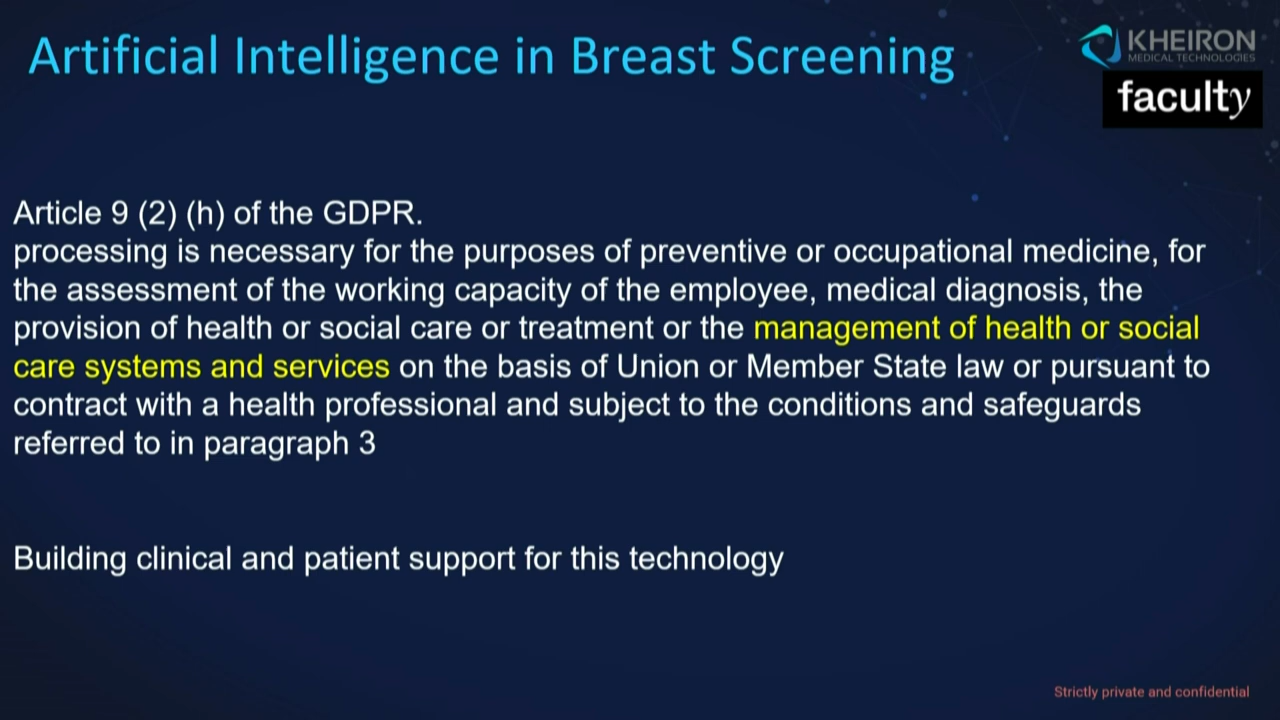 Artificial Intelligence in Breast Screening
KHEIRON
MEDICAL TECHNOLOGIES
faculty
Article 9 (2) (h) of the GDPR.
processing is necessary for the purposes of preventive or occupational medicine, for
the assessment of the working capacity of the employee, medical diagnosis, the
provision of health or social care or treatment or the management of health or social
care systems and services on the basis of Union or Member State law or pursuant to
contract with a health professional and subject to the conditions and safeguards
referred to in paragraph 3
Building clinical and patient support for this technology
Strictly private and confidential